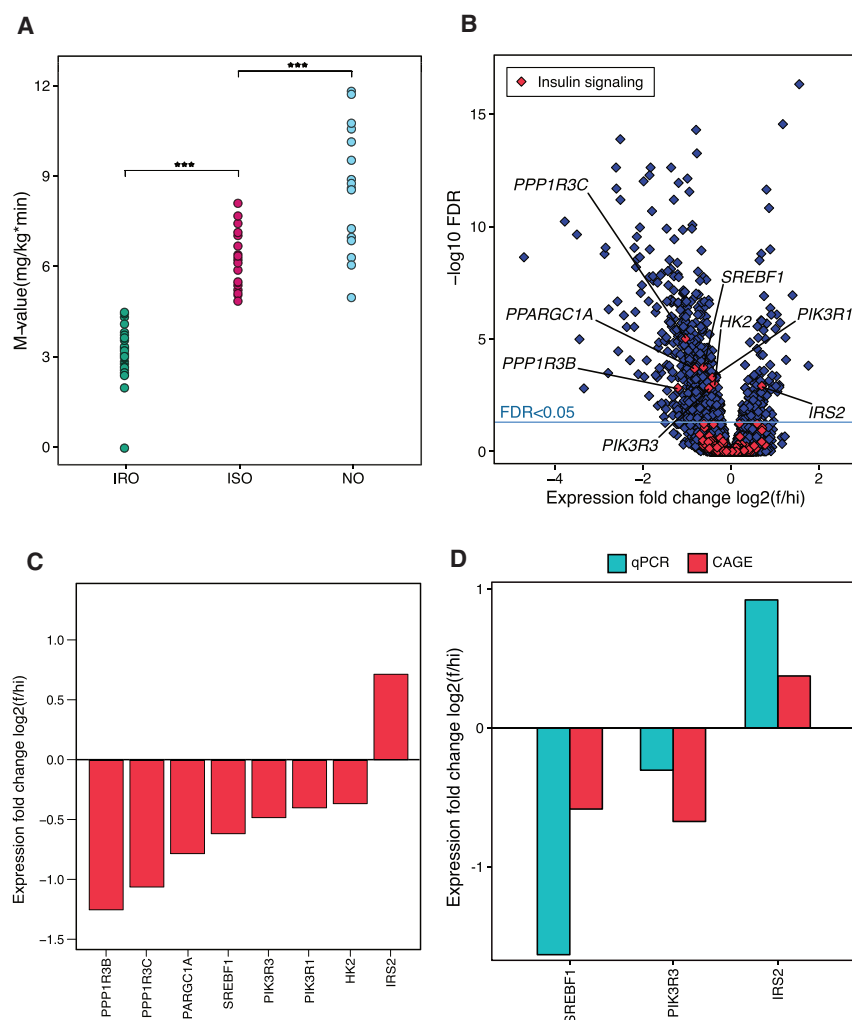 A
M-value(mg/kg*min)
12
9
6
3
0
***
***
IRO
ISO
NO
B
Insulin signaling
-log10 FDR
15
10
5
0
PPP1R3C
SREBF1
PPARGC1A
HK2
PIK3R1
PPP1R3B
IRS2
FDR<0.05
PIK3R3
-4
-2
0
2
Expression fold change log2(f/hi)
C
Expression fold change log2(f/hi)
1.0
0.5
0.0
-0.5
-1.0
-1.5
PPP1R3B
PPP1R3C
PARGC1A
SREBF1
PIK3R3
PIK3R1
HK2
IRS2
D
qPCR
CAGE
Expression fold change log2(f/hi)
1
0
-1
SREBF1
PIK3R3
IRS2